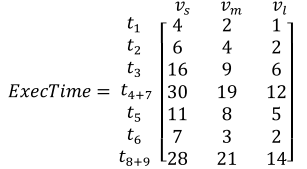 v_s v_m v_l
t_1 4 2 1
t_2 6 4 2
t_3 16 9 6
ExecTime = t_{4+7} 30 19 12
t_5 11 8 5
t_6 7 3 2
t_{8+9} 28 21 14